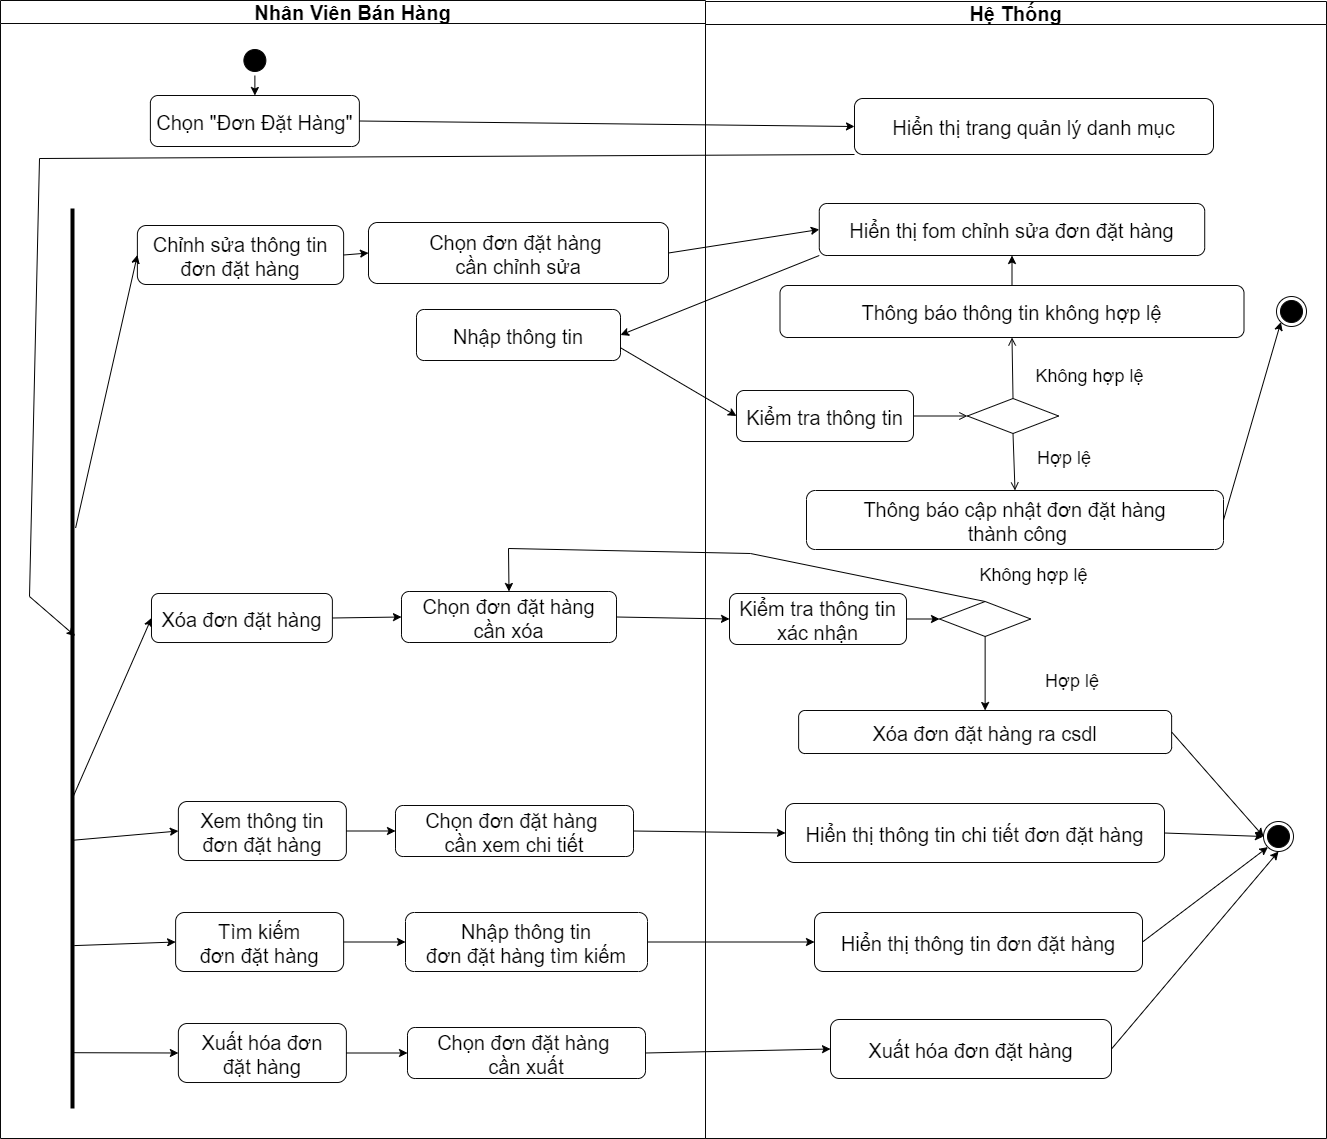 Nhân Viên Bán Hàng
Hệ Thống
Chọn "Đơn Đặt Hàng"
Hiển thị trang quản lý danh mục
Chỉnh sửa thông tin
đơn đặt hàng
Chọn đơn đặt hàng
cần chỉnh sửa
Hiển thị fom chỉnh sửa đơn đặt hàng
Thông báo thông tin không hợp lệ
Nhập thông tin
Không hợp lệ
Kiểm tra thông tin
Hợp lệ
Thông báo cập nhật đơn đặt hàng
thành công
Không hợp lệ
Xóa đơn đặt hàng
Chọn đơn đặt hàng
cần xóa
Kiểm tra thông tin
xác nhận
Hợp lệ
Xóa đơn đặt hàng ra csdl
Xem thông tin
đơn đặt hàng
Chọn đơn đặt hàng
cần xem chi tiết
Hiển thị thông tin chi tiết đơn đặt hàng
Tìm kiếm
đơn đặt hàng
Nhập thông tin
đơn đặt hàng tìm kiếm
Hiển thị thông tin đơn đặt hàng
Xuất hóa đơn
đặt hàng
Chọn đơn đặt hàng
cần xuất
Xuất hóa đơn đặt hàng